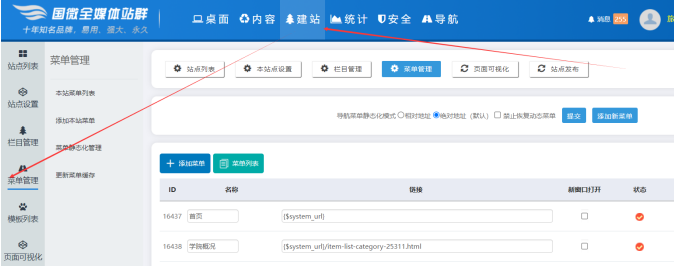 国微全媒体站群
十年知名品牌，易用、强大、永久
桌面 内容 建站 统计 安全 导航
消息 255
站点列表
站点设置
栏目管理
菜单管理
模板列表
页面可视化
菜单管理
本站菜单列表
添加本站菜单
菜单静态化管理
更新菜单缓存
站点列表 本站点设置 栏目管理 菜单管理 页面可视化 站点发布
导航菜单静态化模式 相对地址 绝对地址（默认） 禁止恢复动态菜单 提交 添加新菜单
添加菜单 菜单列表
ID 名称 链接 新窗口打开 状态
16437 首页 {$system_url}
16438 学院概况 {$system_url}/item-list-category-25311.html